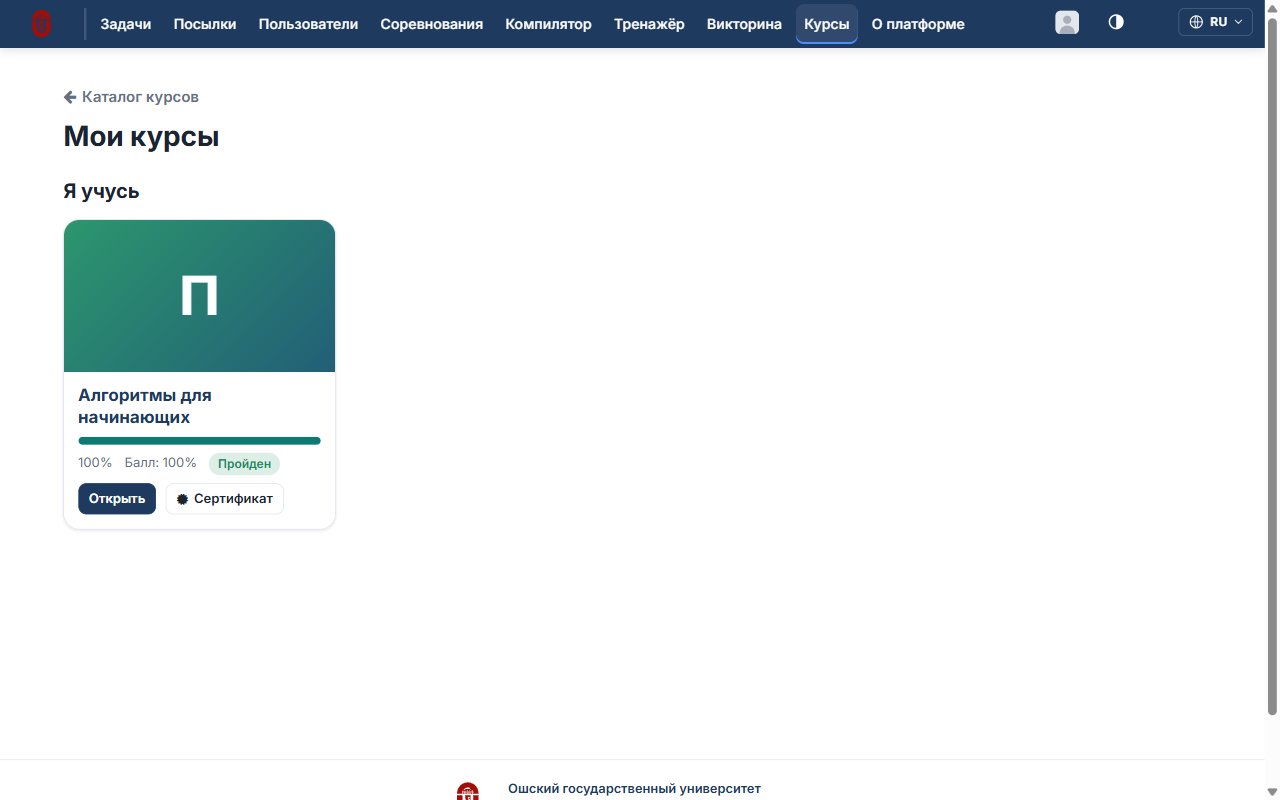 Задачи Посылки Пользователи Соревнования Компилятор Тренажёр Викторина Курсы О платформе RU
Каталог курсов
Мои курсы
Я учусь
П
Алгоритмы для
начинающих
100% Балл: 100% Пройден
Открыть Сертификат
Ошский государственный университет